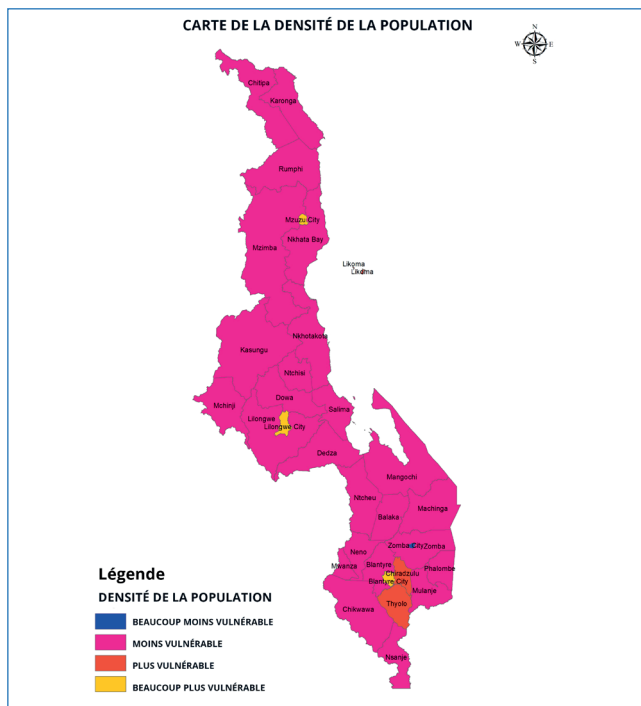 CARTE DE LA DENSITÉ DE LA POPULATION
N
W
E
S
Chitipa
Karonga
Rumphi
Mzuzu City
Nkhata Bay
Mzimba
Likoma
Likoma
Nkhotakota
Kasungu
Ntchisi
Dowa
Mchinji
Salima
Lilongwe
Lilongwe City
Dedza
Mangochi
Ntcheu
Machinga
Balaka
Zomba City
Zomba
Neno
Mwanza
Blantyre
Chiradzulu
Phalombe
Blantyre City
Mulanje
Thyolo
Chikwawa
Nsanje
Légende
DENSITÉ DE LA POPULATION
BEAUCOUP MOINS VULNÉRABLE
MOINS VULNÉRABLE
PLUS VULNÉRABLE
BEAUCOUP PLUS VULNÉRABLE